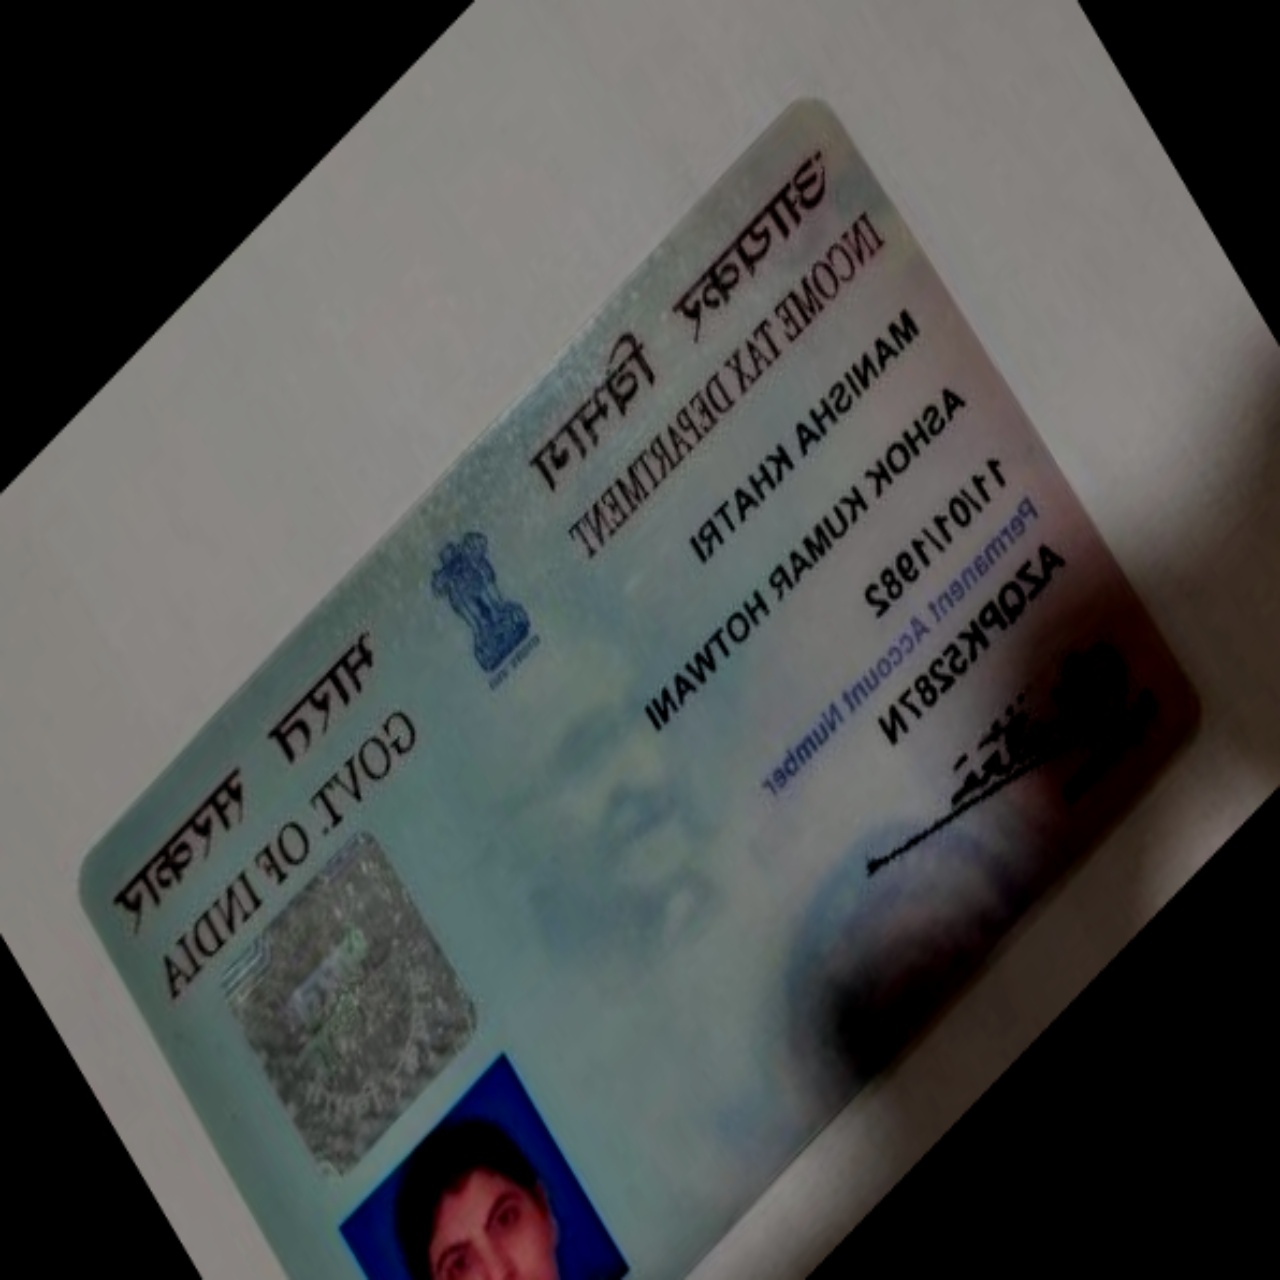 आयकर विभाग
INCOME TAX DEPARTMENT
भारत सरकार
GOVT. OF INDIA
MANISHA KHATRI
ASHOK KUMAR HOTWANI
11/01/1982
Permanent Account Number
AZQPK5287N